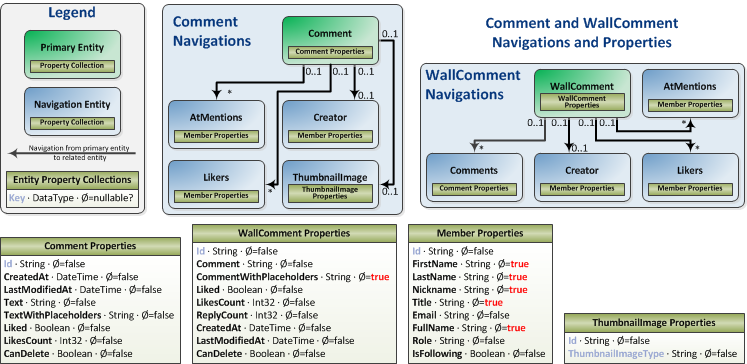 Legend
Primary Entity
Property Collection
Navigation Entity
Property Collection
Navigation from primary entity
to related entity
Entity Property Collections
Key · DataType · Ø=nullable?
Comment
Navigations
Comment
Comment Properties
0..1
0..1
0..1
0..1
*
0..1
AtMentions
Member Properties
Creator
Member Properties
Likers
Member Properties
*
ThumbnailImage
ThumbnailImage
Properties
0..1
Comment and WallComment
Navigations and Properties
WallComment
Navigations
WallComment
WallComment
Properties
AtMentions
Member Properties
0..1
0..1
0..1
0..1
*
*
0..1
*
Comments
Comment Properties
Creator
Member Properties
Likers
Member Properties
Comment Properties
Id · String · Ø=false
CreatedAt · DateTime · Ø=false
LastModifiedAt · DateTime · Ø=false
Text · String · Ø=false
TextWithPlaceholders · String · Ø=false
Liked · Boolean · Ø=false
LikesCount · Int32 · Ø=false
CanDelete · Boolean · Ø=false
WallComment Properties
Id · String · Ø=false
Comment · String · Ø=false
CommentWithPlaceholders · String · Ø=true
Liked · Boolean · Ø=false
LikesCount · Int32 · Ø=false
ReplyCount · Int32 · Ø=false
CreatedAt · DateTime · Ø=false
LastModifiedAt · DateTime · Ø=false
CanDelete · Boolean · Ø=false
Member Properties
Id · String · Ø=false
FirstName · String · Ø=true
LastName · String · Ø=true
Nickname · String · Ø=true
Title · String · Ø=true
Email · String · Ø=false
FullName · String · Ø=true
Role · String · Ø=false
IsFollowing · Boolean · Ø=false
ThumbnailImage Properties
Id · String · Ø=false
ThumbnailImageType · String · Ø=false